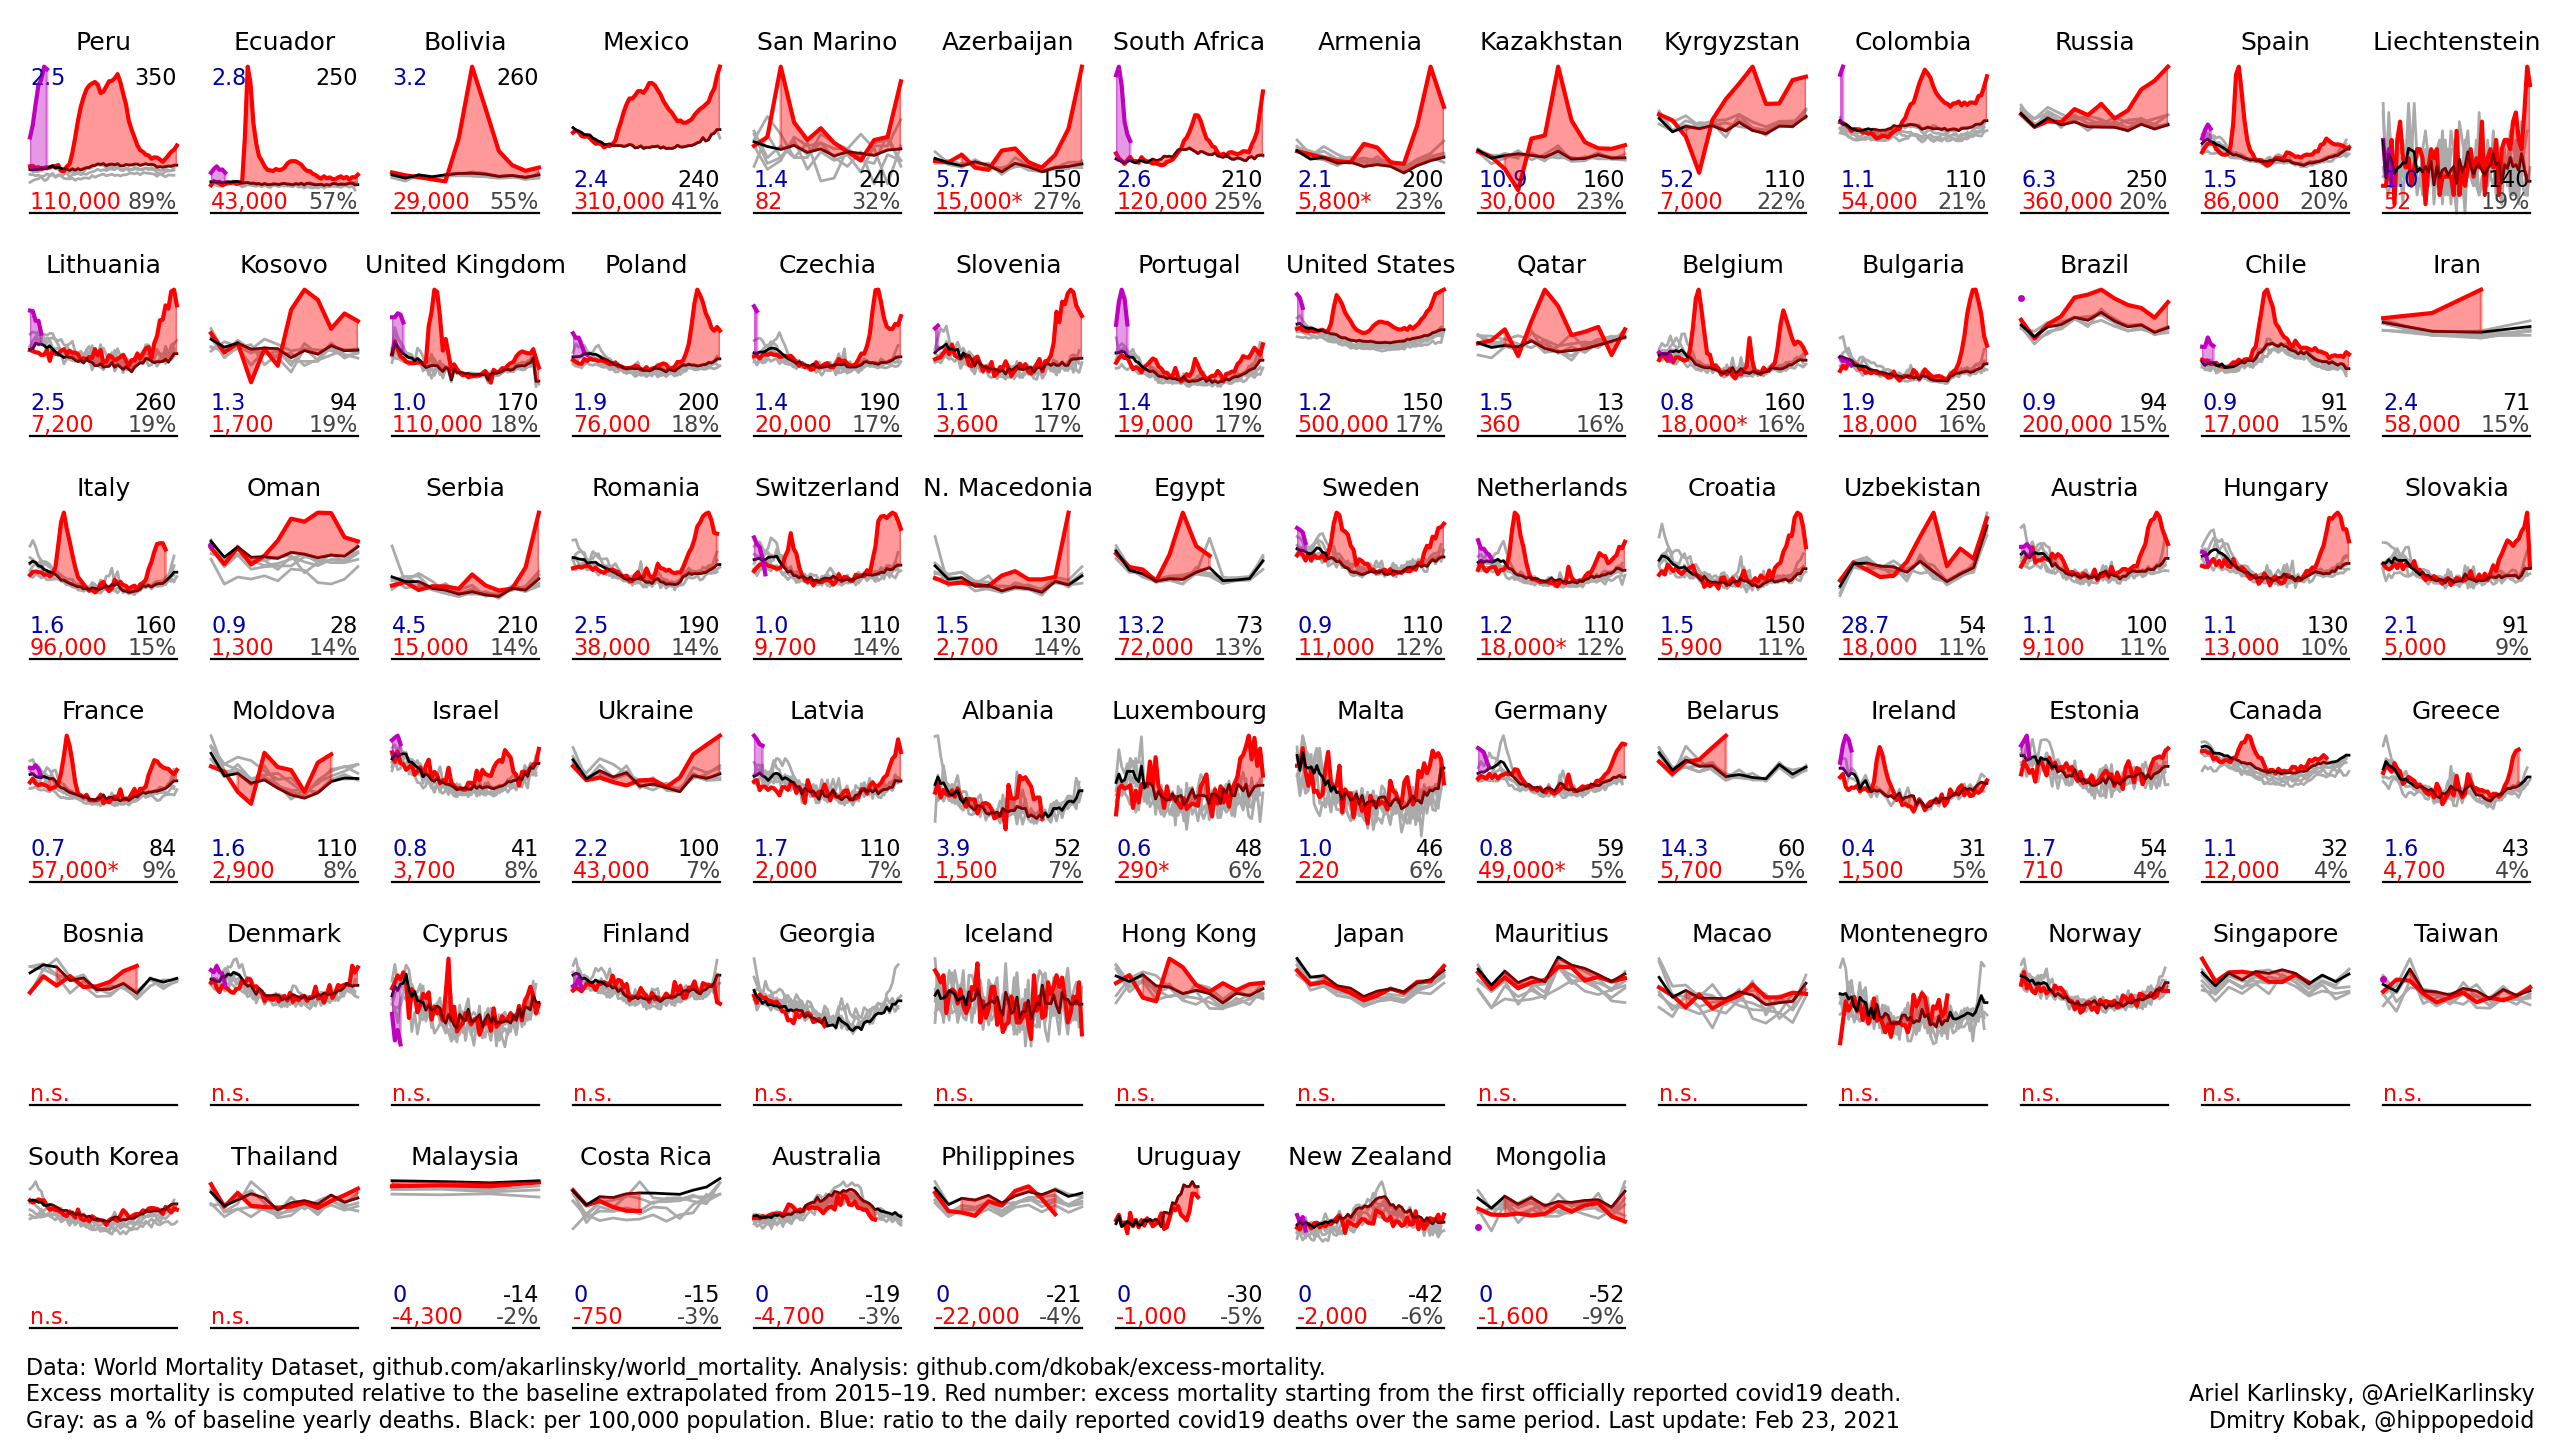 Peru Ecuador Bolivia Mexico San Marino Azerbaijan South Africa Armenia Kazakhstan Kyrgyzstan Colombia Russia Spain Liechtenstein
2.5 350 2.8 250 3.2 260
2.4 240 1.4 240 5.7 150 2.6 210 2.1 200 10.9 160 5.2 110 1.1 110 6.3 250 1.5 180 1.0 140
110,000 89% 43,000 57% 29,000 55% 310,000 41% 82 32% 15,000* 27% 120,000 25% 5,800* 23% 30,000 23% 7,000 22% 54,000 21% 360,000 20% 86,000 20% 52 19%
Lithuania Kosovo United Kingdom Poland Czechia Slovenia Portugal United States Qatar Belgium Bulgaria Brazil Chile Iran
2.5 260 1.3 94 1.0 170 1.9 200 1.4 190 1.1 170 1.4 190 1.2 150 1.5 13 0.8 160 1.9 250 0.9 94 0.9 91 2.4 71
7,200 19% 1,700 19% 110,000 18% 76,000 18% 20,000 17% 3,600 17% 19,000 17% 500,000 17% 360 16% 18,000* 16% 18,000 16% 200,000 15% 17,000 15% 58,000 15%
Italy Oman Serbia Romania Switzerland N. Macedonia Egypt Sweden Netherlands Croatia Uzbekistan Austria Hungary Slovakia
1.6 160 0.9 28 4.5 210 2.5 190 1.0 110 1.5 130 13.2 73 0.9 110 1.2 110 1.5 150 28.7 54 1.1 100 1.1 130 2.1 91
96,000 15% 1,300 14% 15,000 14% 38,000 14% 9,700 14% 2,700 14% 72,000 13% 11,000 12% 18,000* 12% 5,900 11% 18,000 11% 9,100 11% 13,000 10% 5,000 9%
France Moldova Israel Ukraine Latvia Albania Luxembourg Malta Germany Belarus Ireland Estonia Canada Greece
0.7 84 1.6 110 0.8 41 2.2 100 1.7 110 3.9 52 0.6 48 1.0 46 0.8 59 14.3 60 0.4 31 1.7 54 1.1 32 1.6 43
57,000* 9% 2,900 8% 3,700 8% 43,000 7% 2,000 7% 1,500 7% 290* 6% 220 6% 49,000* 5% 5,700 5% 1,500 5% 710 4% 12,000 4% 4,700 4%
Bosnia Denmark Cyprus Finland Georgia Iceland Hong Kong Japan Mauritius Macao Montenegro Norway Singapore Taiwan
n.s. n.s. n.s. n.s. n.s. n.s. n.s. n.s. n.s. n.s. n.s. n.s. n.s. n.s.
South Korea Thailand Malaysia Costa Rica Australia Philippines Uruguay New Zealand Mongolia
0 -14 0 -15 0 -19 0 -21 0 -30 0 -42 0 -52
n.s. n.s. -4,300 -2% -750 -3% -4,700 -3% -22,000 -4% -1,000 -5% -2,000 -6% -1,600 -9%
Data: World Mortality Dataset, github.com/akarlinsky/world_mortality. Analysis: github.com/dkobak/excess-mortality.
Excess mortality is computed relative to the baseline extrapolated from 2015–19. Red number: excess mortality starting from the first officially reported covid19 death. Ariel Karlinsky, @ArielKarlinsky
Gray: as a % of baseline yearly deaths. Black: per 100,000 population. Blue: ratio to the daily reported covid19 deaths over the same period. Last update: Feb 23, 2021 Dmitry Kobak, @hippopedoid